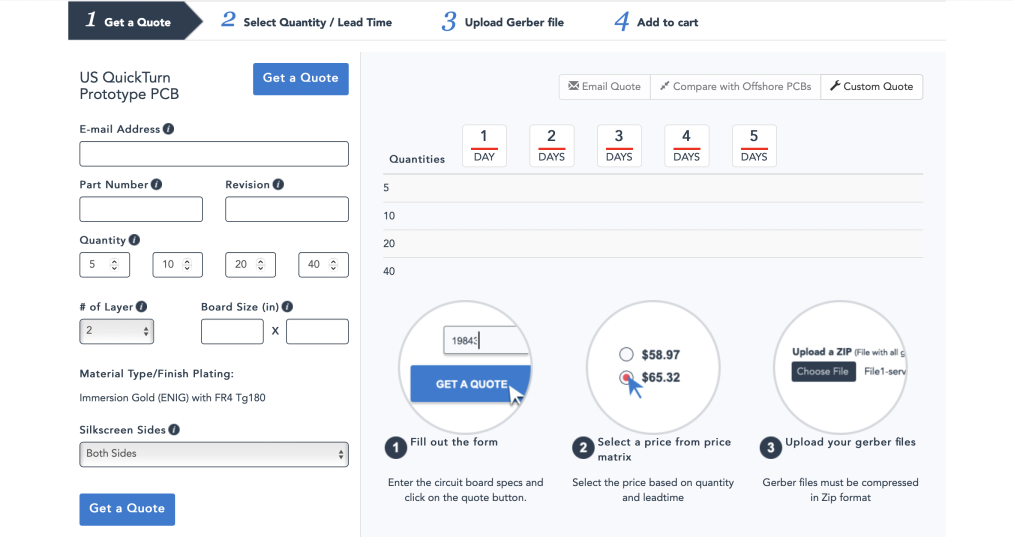 1 Get a Quote
2 Select Quantity / Lead Time
3 Upload Gerber file
4 Add to cart
US QuickTurn
Prototype PCB
Get a Quote
E-mail Address
Part Number
Revision
Quantity
5
10
20
40
# of Layer
Board Size (in)
2
X
Material Type/Finish Plating:
Immersion Gold (ENIG) with FR4 Tg180
Silkscreen Sides
Both Sides
Get a Quote
Email Quote
Compare with Offshore PCBs
Custom Quote
Quantities
1
DAY
2
DAYS
3
DAYS
4
DAYS
5
DAYS
5
10
20
40
1984
GET A QUOTE
1
Fill out the form
Enter the circuit board specs and
click on the quote button.
$58.97
$65.32
2
Select a price from price
matrix
Select the price based on quantity
and leadtime
Upload a ZIP (File with all g
Choose File File1-serv
3
Upload your gerber files
Gerber files must be compressed
in Zip format